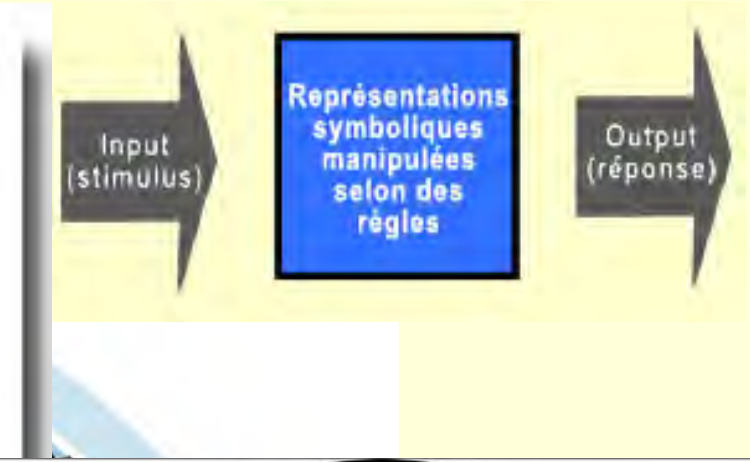 Input
(stimulus)
Représentations
symboliques
manipulées
selon des
règles
Output
(réponse)